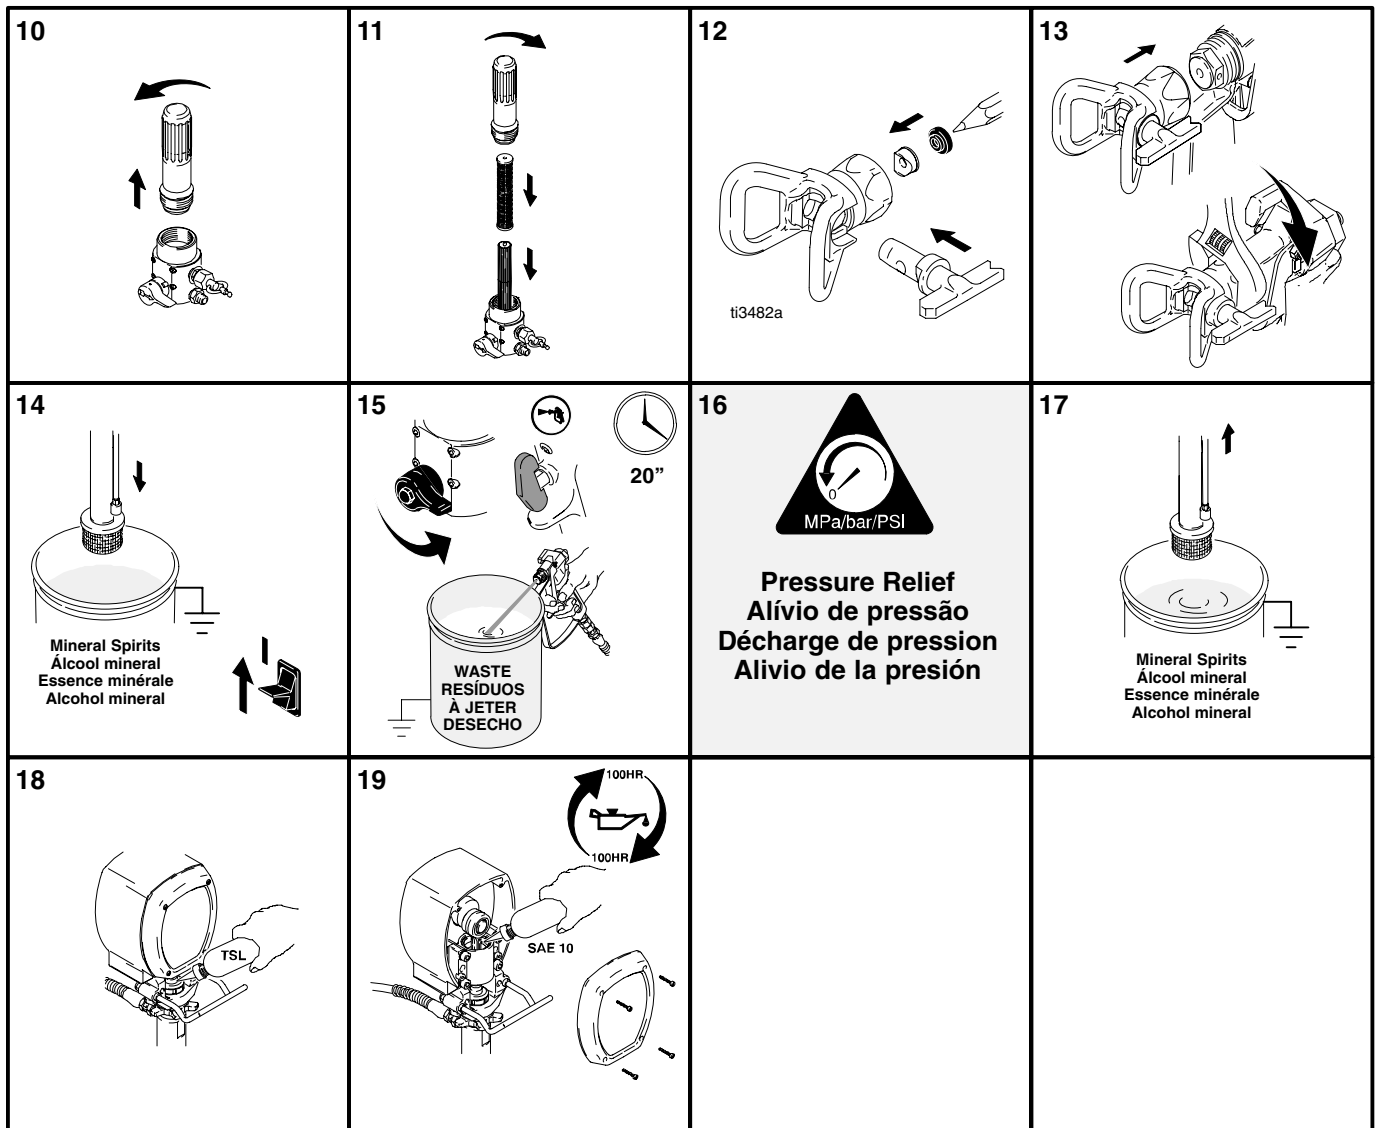 10
11
12
ti3482a
13
14
Mineral Spirits
Álcool mineral
Essence minérale
Alcohol mineral
15
20”
WASTE
RESÍDUOS
À JETER
DESECHO
16
0
MPa/bar/PSI
Pressure Relief
Alívio de pressão
Décharge de pression
Alivio de la presión
17
Mineral Spirits
Álcool mineral
Essence minérale
Alcohol mineral
18
TSL
19
100HR
100HR
SAE 10